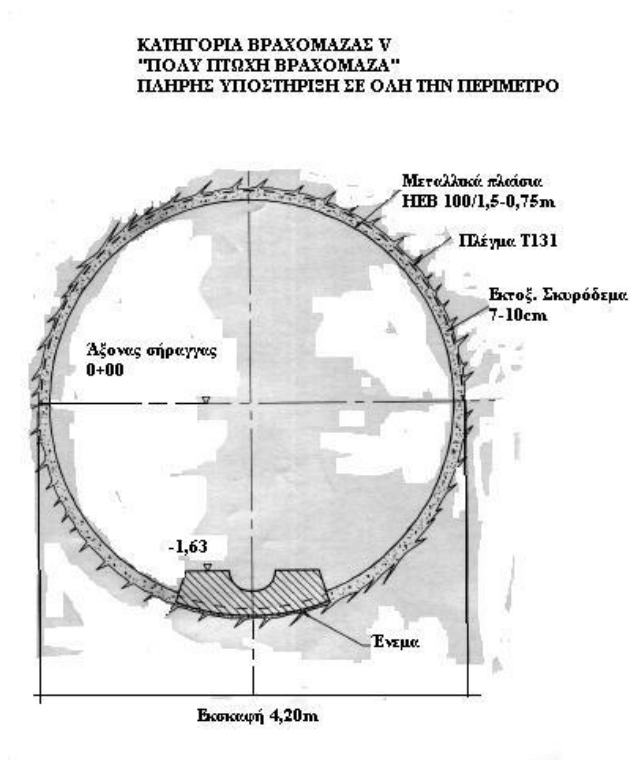 ΚΑΤΗΓΟΡΙΑ ΒΡΑΧΟΜΑΖΑΣ V
"ΠΟΛΥ ΠΤΩΧΗ ΒΡΑΧΟΜΑΖΑ"
ΠΛΗΡΗΣ ΥΠΟΣΤΗΡΙΞΗ ΣΕ ΟΛΗ ΤΗΝ ΠΕΡΙΜΕΤΡΟ
Μεταλλικά πλαίσια
HEB 100/1,5-0,75m
Πλέγμα T131
Εκτοξ. Σκυρόδεμα
7-10cm
Άξονας σήραγγας
0+00
-1,63
Ένεμα
Εκσκαφή 4,20m